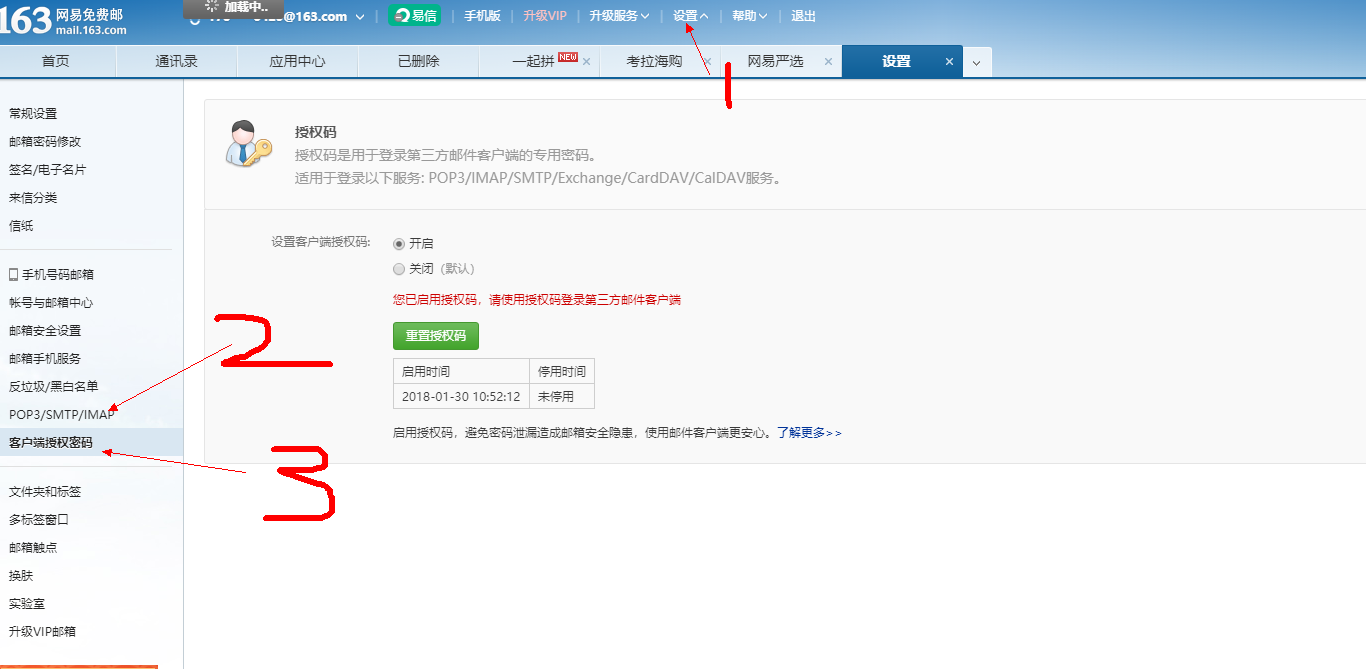 163 网易免费邮
mail.163.com
加载中..
@163.com
易信
手机版
升级VIP
升级服务
设置
帮助
退出
首页
通讯录
应用中心
已删除
一起拼 NEW
考拉海购
网易严选
设置
1
常规设置
邮箱密码修改
签名/电子名片
来信分类
信纸
手机号码邮箱
帐号与邮箱中心
邮箱安全设置
邮箱手机服务
反垃圾/黑白名单
POP3/SMTP/IMAP
客户端授权密码
文件夹和标签
多标签窗口
邮箱触点
换肤
实验室
升级VIP邮箱
2
3
授权码
授权码是用于登录第三方邮件客户端的专用密码。
适用于登录以下服务: POP3/IMAP/SMTP/Exchange/CardDAV/CalDAV服务。
设置客户端授权码: 开启
关闭 (默认)
您已启用授权码，请使用授权码登录第三方邮件客户端
重置授权码
启用时间 停用时间
2018-01-30 10:52:12 未停用
启用授权码，避免密码泄漏造成邮箱安全隐患，使用邮件客户端更安心。了解更多>>